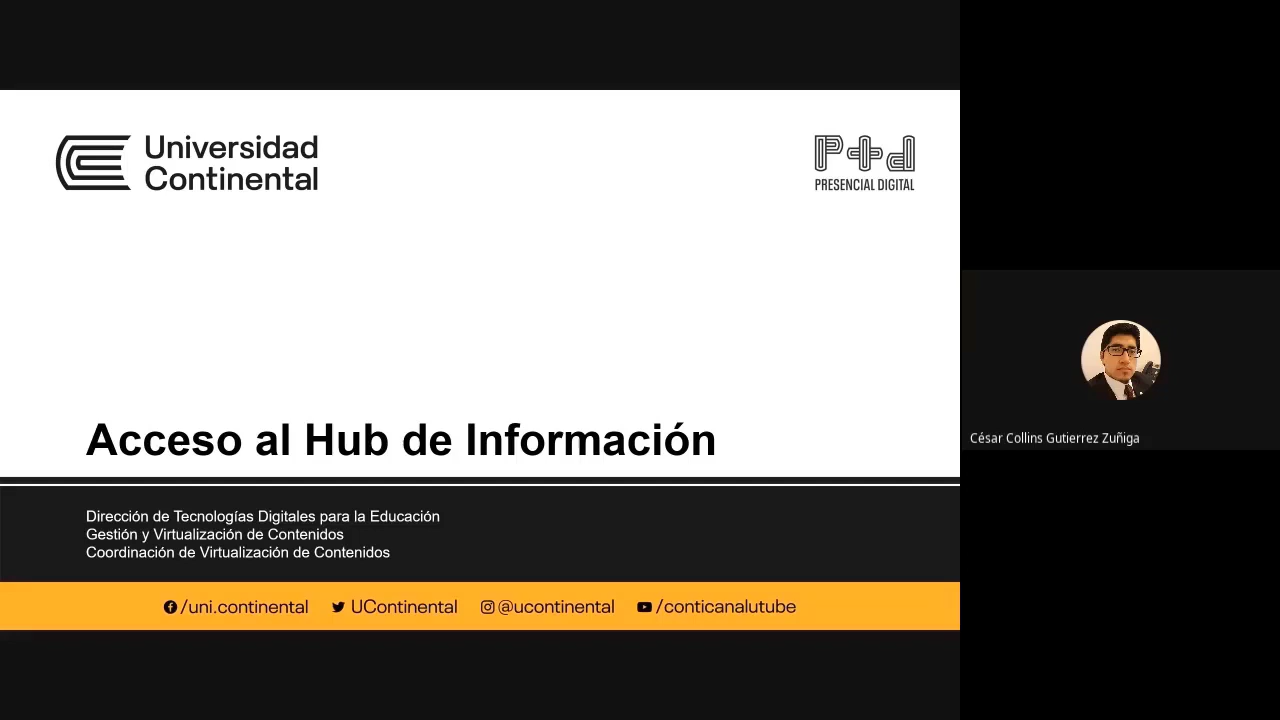 Universidad
Continental
P+d
PRESENCIAL DIGITAL
Acceso al Hub de Información
Dirección de Tecnologías Digitales para la Educación
Gestión y Virtualización de Contenidos
Coordinación de Virtualización de Contenidos
/uni.continental UContinental @ucontinental /conticanalutube
César Collins Gutierrez Zuñiga